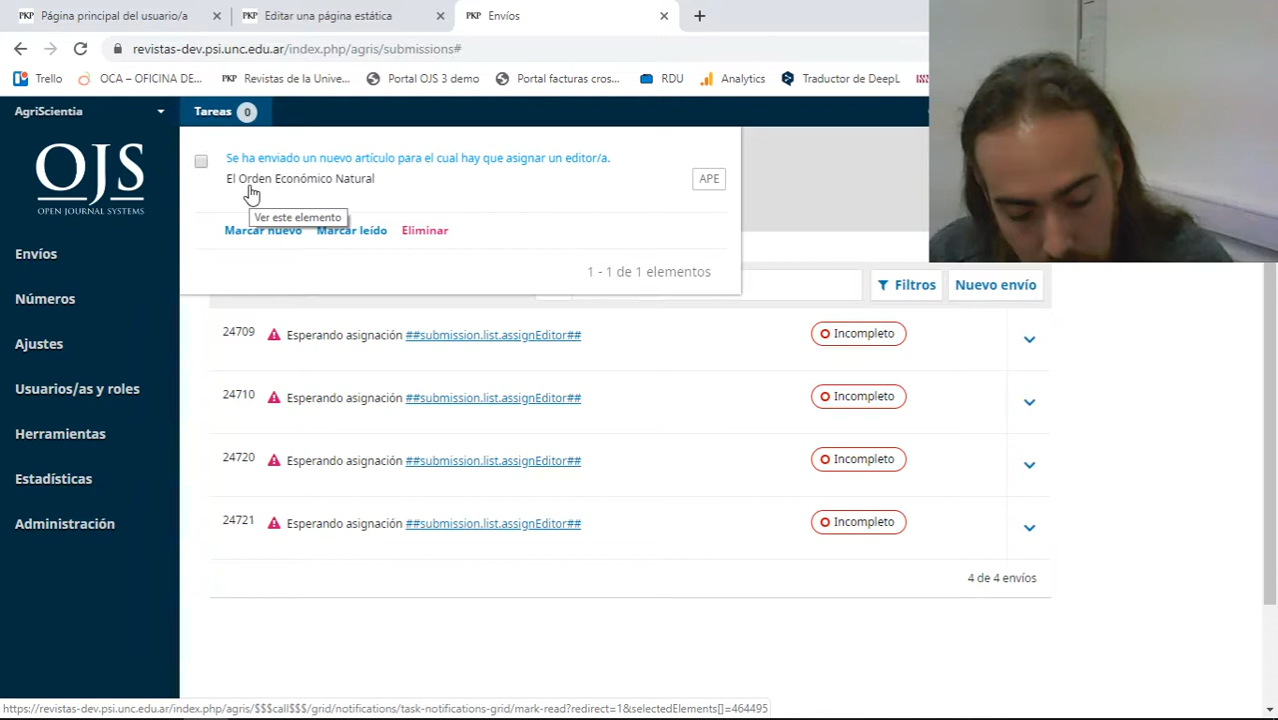 PKP Página principal del usuario/a
PKP Editar una página estática
PKP Envíos
revistas-dev.psi.unc.edu.ar/index.php/agris/submissions#
Trello
OCA – OFICINA DE...
PKP Revistas de la Unive...
Portal OJS 3 demo
Portal facturas cros...
RDU
Analytics
Traductor de DeepL
AgriScientia
Tareas 0
OJS
OPEN JOURNAL SYSTEMS
Envíos
Números
Ajustes
Usuarios/as y roles
Herramientas
Estadísticas
Administración
Se ha enviado un nuevo artículo para el cual hay que asignar un editor/a.
El Orden Económico Natural
APE
Ver este elemento
Marcar nuevo Marcar leído Eliminar
1 - 1 de 1 elementos
Filtros Nuevo envío
24709 Esperando asignación ##submission.list.assignEditor## Incompleto
24710 Esperando asignación ##submission.list.assignEditor## Incompleto
24720 Esperando asignación ##submission.list.assignEditor## Incompleto
24721 Esperando asignación ##submission.list.assignEditor## Incompleto
4 de 4 envíos
https://revistas-dev.psi.unc.edu.ar/index.php/agris/$$$call$$$/grid/notifications/task-notifications-grid/mark-read?redirect=1&selectedElements[]=464495